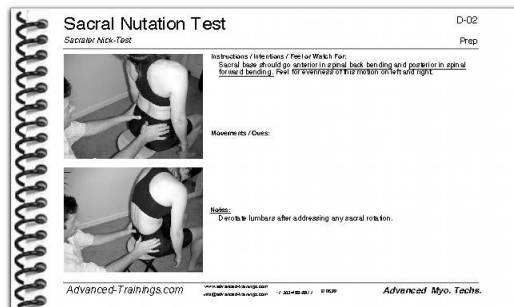 Sacral Nutation Test
D-02
Sacraler Nick-Test
Prep
Instructions / Intentions / Feel or Watch For:
Sacral base should go anterior in spinal back bending and posterior in spinal
forward bending. Feel for evenness of this motion on left and right.
Movements / Cues:
Notes:
Derotate lumbars after addressing any sacral rotation.
Advanced-Trainings.com
Advanced Myo. Techs.